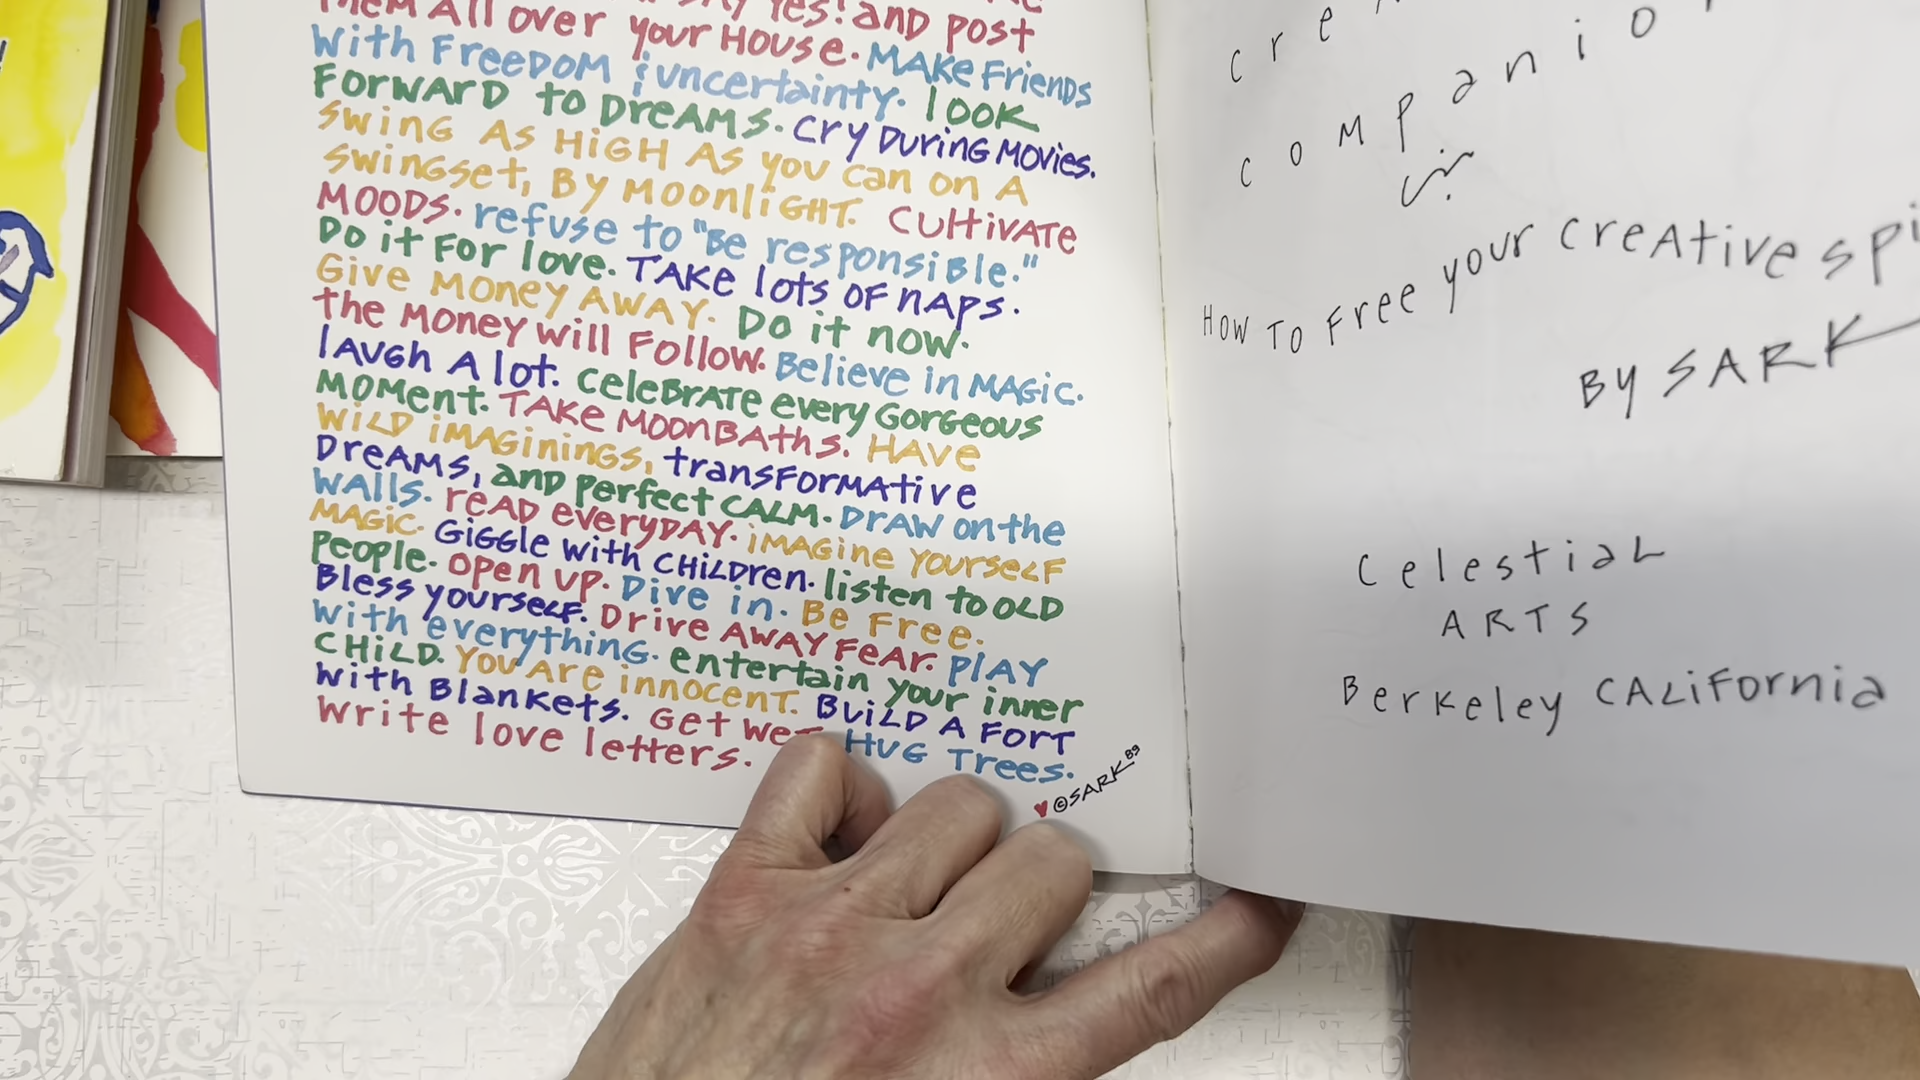 Them All over your House. MAKE Friends
with Freedom & uncertainty. look
Forward to Dreams. Cry During Movies.
Swing As High As you can on A
Swingset, By Moonlight. Cultivate
Moods. refuse to "Be responsible."
Do it For love. Take lots of naps.
Give Money Away. Do it now.
The Money will Follow. Believe in Magic.
laugh A lot. Celebrate every Gorgeous
Moment. Take Moonbaths. Have
Wild imaginings, transformative
Dreams, and perfect Calm. Draw on the
Walls. read everyday. imagine yourself
Magic. Giggle with Children. listen to Old
people. Open up. Dive in. Be Free.
Bless yourself. Drive Away Fear. Play
with everything. entertain your inner
Child. You Are innocent. Build A Fort
with Blankets. Get wet. Hug Trees.
Write love letters.
♥ ©SARK 89
companio
How To Free your Creative Spi
By SARK
Celestial
Arts
Berkeley California